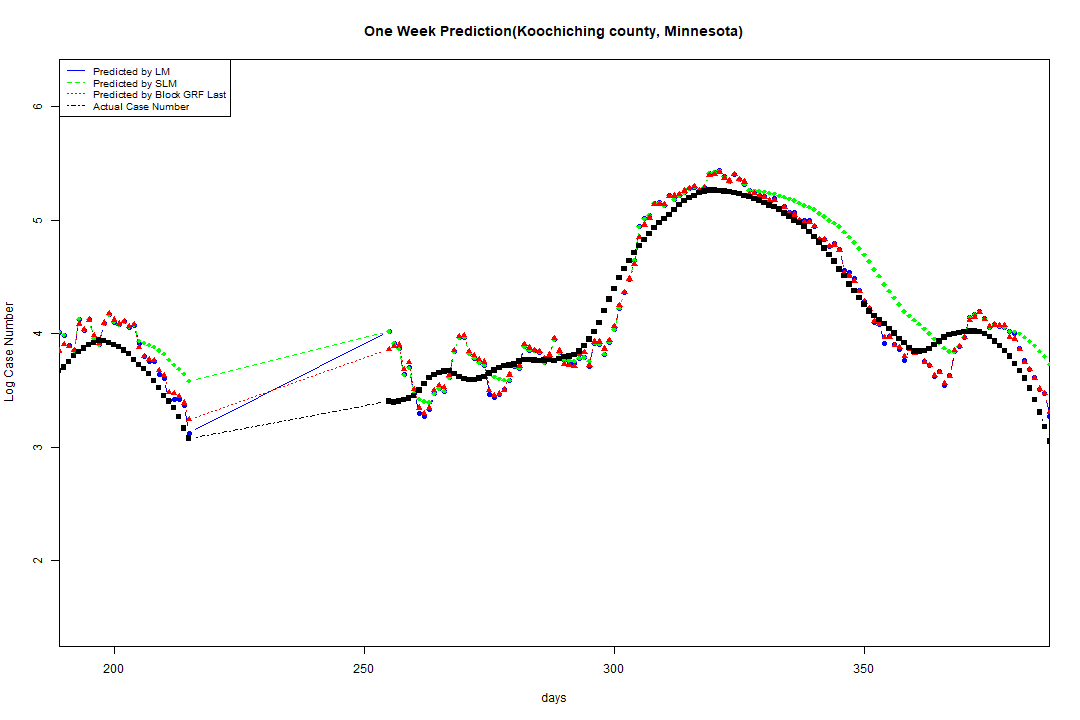 One Week Prediction(Koochiching county, Minnesota)
Predicted by LM
Predicted by SLM
Predicted by Block GRF Last
Actual Case Number
6
5
4
3
2
Log Case Number
200
250
300
350
days